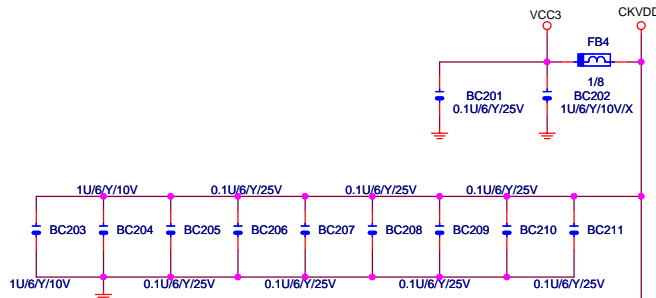 VCC3
CKVDD
FB4
1/8
BC201
0.1U/6/Y/25V
BC202
1U/6/Y/10V/X
1U/6/Y/10V
0.1U/6/Y/25V
0.1U/6/Y/25V
0.1U/6/Y/25V
BC203
BC204
BC205
BC206
BC207
BC208
BC209
BC210
BC211
1U/6/Y/10V
0.1U/6/Y/25V
0.1U/6/Y/25V
0.1U/6/Y/25V
0.1U/6/Y/25V